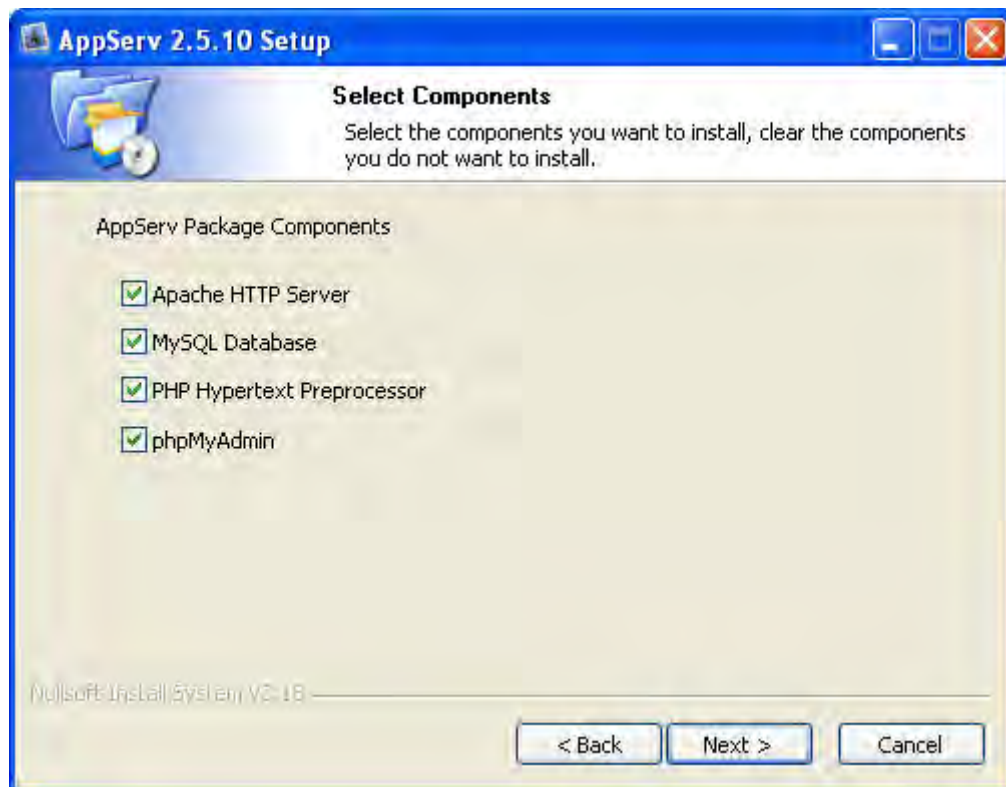 AppServ 2.5.10 Setup
Select Components
Select the components you want to install, clear the components
you do not want to install.
AppServ Package Components
Apache HTTP Server
MySQL Database
PHP Hypertext Preprocessor
phpMyAdmin
Nullsoft Install System V2.18
< Back
Next >
Cancel